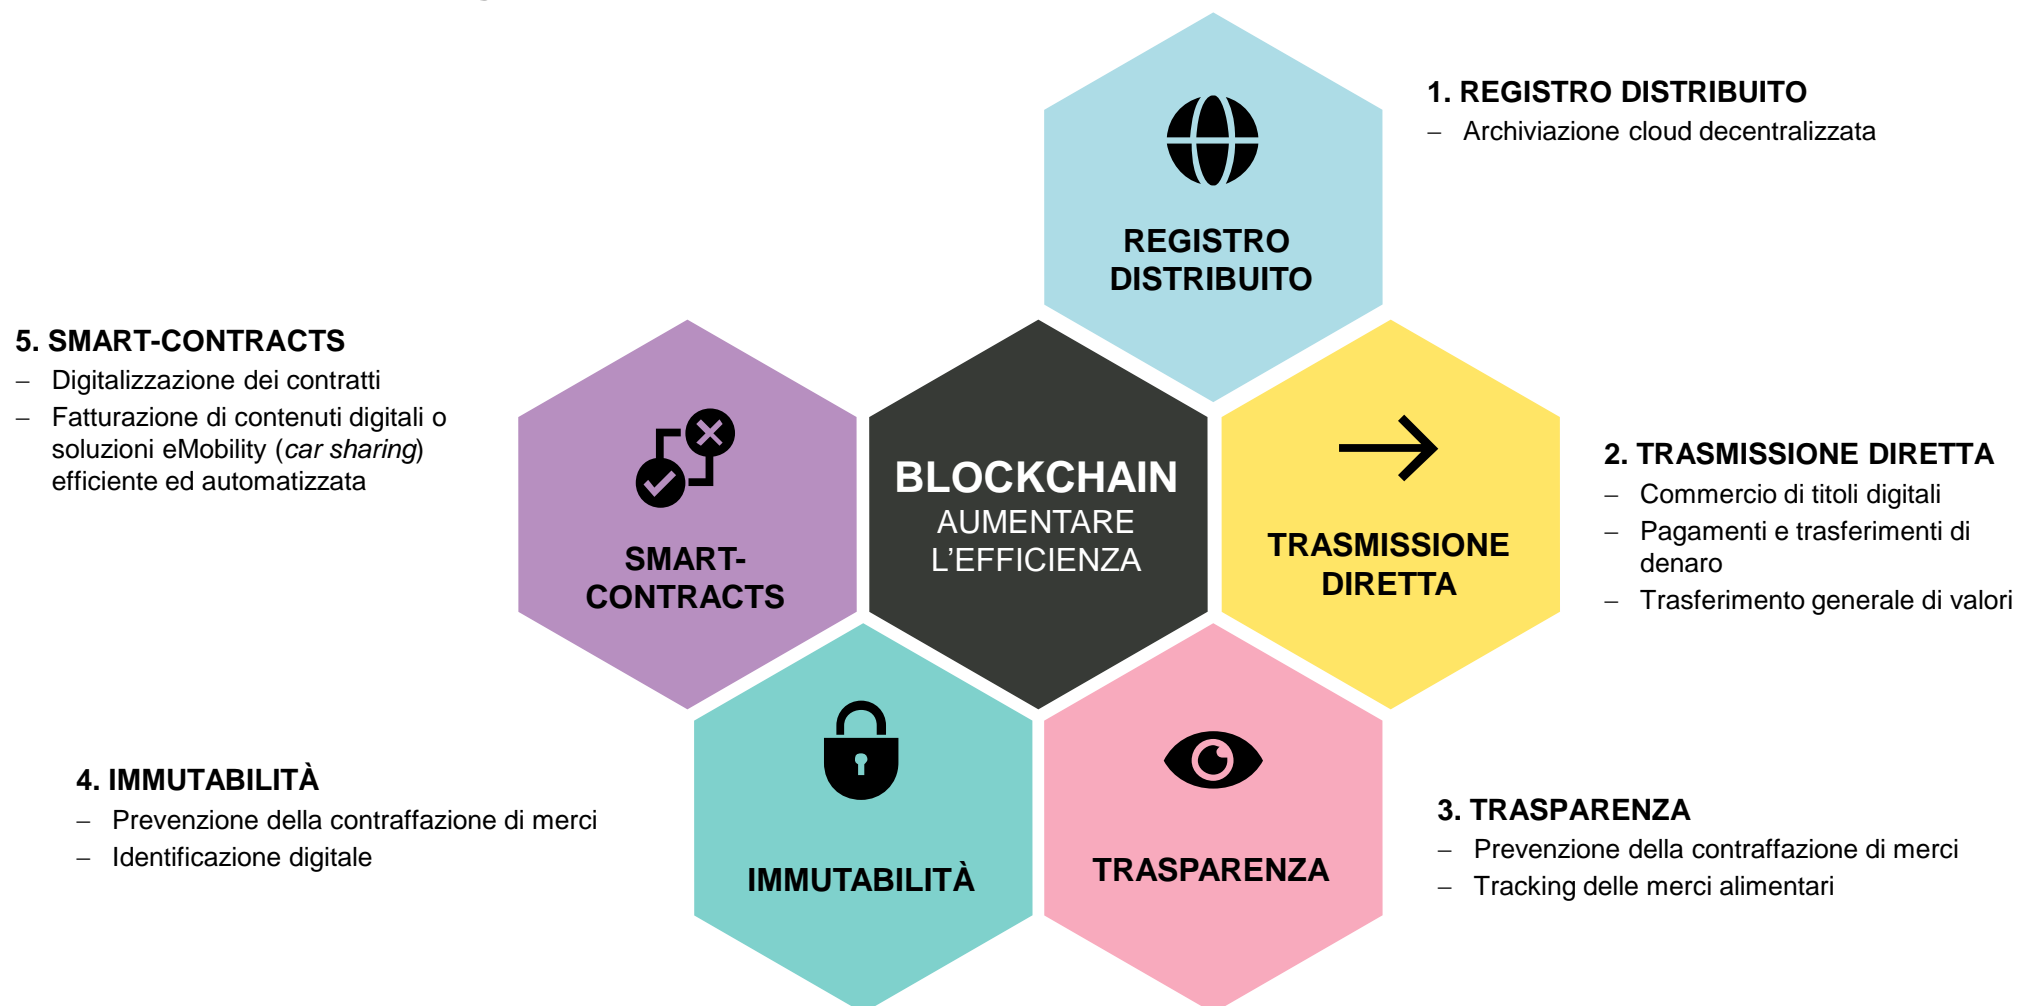 1. REGISTRO DISTRIBUITO
– Archiviazione cloud decentralizzata
REGISTRO
DISTRIBUITO
5. SMART-CONTRACTS
– Digitalizzazione dei contratti
– Fatturazione di contenuti digitali o
soluzioni eMobility (car sharing)
efficiente ed automatizzata
SMART-
CONTRACTS
BLOCKCHAIN
AUMENTARE
L’EFFICIENZA
TRASMISSIONE
DIRETTA
2. TRASMISSIONE DIRETTA
– Commercio di titoli digitali
– Pagamenti e trasferimenti di
denaro
– Trasferimento generale di valori
4. IMMUTABILITÀ
– Prevenzione della contraffazione di merci
– Identificazione digitale
IMMUTABILITÀ
TRASPARENZA
3. TRASPARENZA
– Prevenzione della contraffazione di merci
– Tracking delle merci alimentari